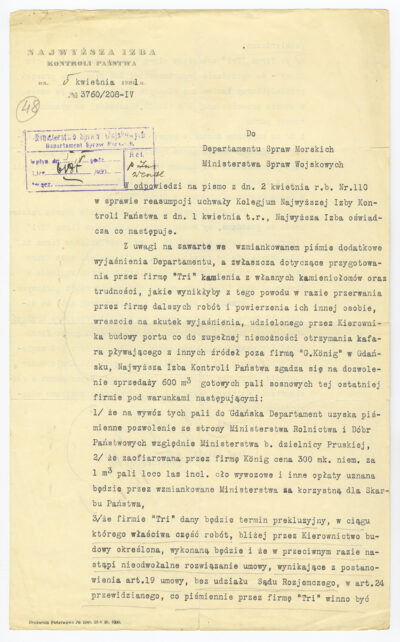 NAJWYŻSZA IZBA
KONTROLI PAŃSTWA
dn. 5 kwietnia 1921
№ 3760/208-IV
48
Ministerstwo Spraw Wojskowych
Departament Spraw Morskich
Wpłynęło
Ref.
Do
Departamentu Spraw Morskich
Ministerstwa Spraw Wojskowych
W odpowiedzi na pismo z dn. 2 kwietnia r.b. Nr.110
w sprawie reasumpcji uchwały Kolegjum Najwyższej Izby Kon-
troli Państwa z dn. 1 kwietnia t.r., Najwyższa Izba oświad-
cza co następuje.
Z uwagi na zawarte we wzmiankowanem piśmie dodatkowe
wyjaśnienia Departamentu, a zwłaszcza dotyczące przygotowa-
nia przez firmę "Tri" kamienia z własnych kamieniołomów oraz
trudności, jakie wynikłyby z tego powodu w razie przerwania
przez firmę dalszych robót i powierzenia ich innej osobie,
wreszcie na skutek wyjaśnienia, udzielonego przez Kierowni-
ka budowy portu co do zupełnej niemożności otrzymania kafa-
ra pływającego z innych źródeł poza firmą "G.König" w Gdań-
sku, Najwyższa Izba Kontroli Państwa zgadza się na dozwole-
nie sprzedaży 600 m³ gotowych pali sosnowych tej ostatniej
firmie pod warunkami następującymi:
1/ że na wywóz tych pali do Gdańska Departament uzyska piś-
mienne pozwolenie ze strony Ministerstwa Rolnictwa i Dóbr
Państwowych względnie Ministerstwa b. dzielnicy Pruskiej,
2/ że zaofiarowana przez firmę König cena 300 mk. niem. za
1 m³ pali loco las incl. cło wywozowe i inne opłaty uznana
będzie przez wzmiankowane Ministerstwa za korzystną dla Skar-
bu Państwa,
3/że firmie "Tri" dany będzie termin prekluzyjny, w ciągu
którego właściwa część robót, bliżej przez Kierownictwo bu-
dowy określona, wykonaną będzie i że w przeciwnym razie na-
stąpi nieodwołalne rozwiązanie umowy, wynikające z postano-
wienia art.19 umowy, bez udziału Sądu Rozjemczego, w art.24
przewidzianego, co piśmiennie przez firmę "Tri" winno być